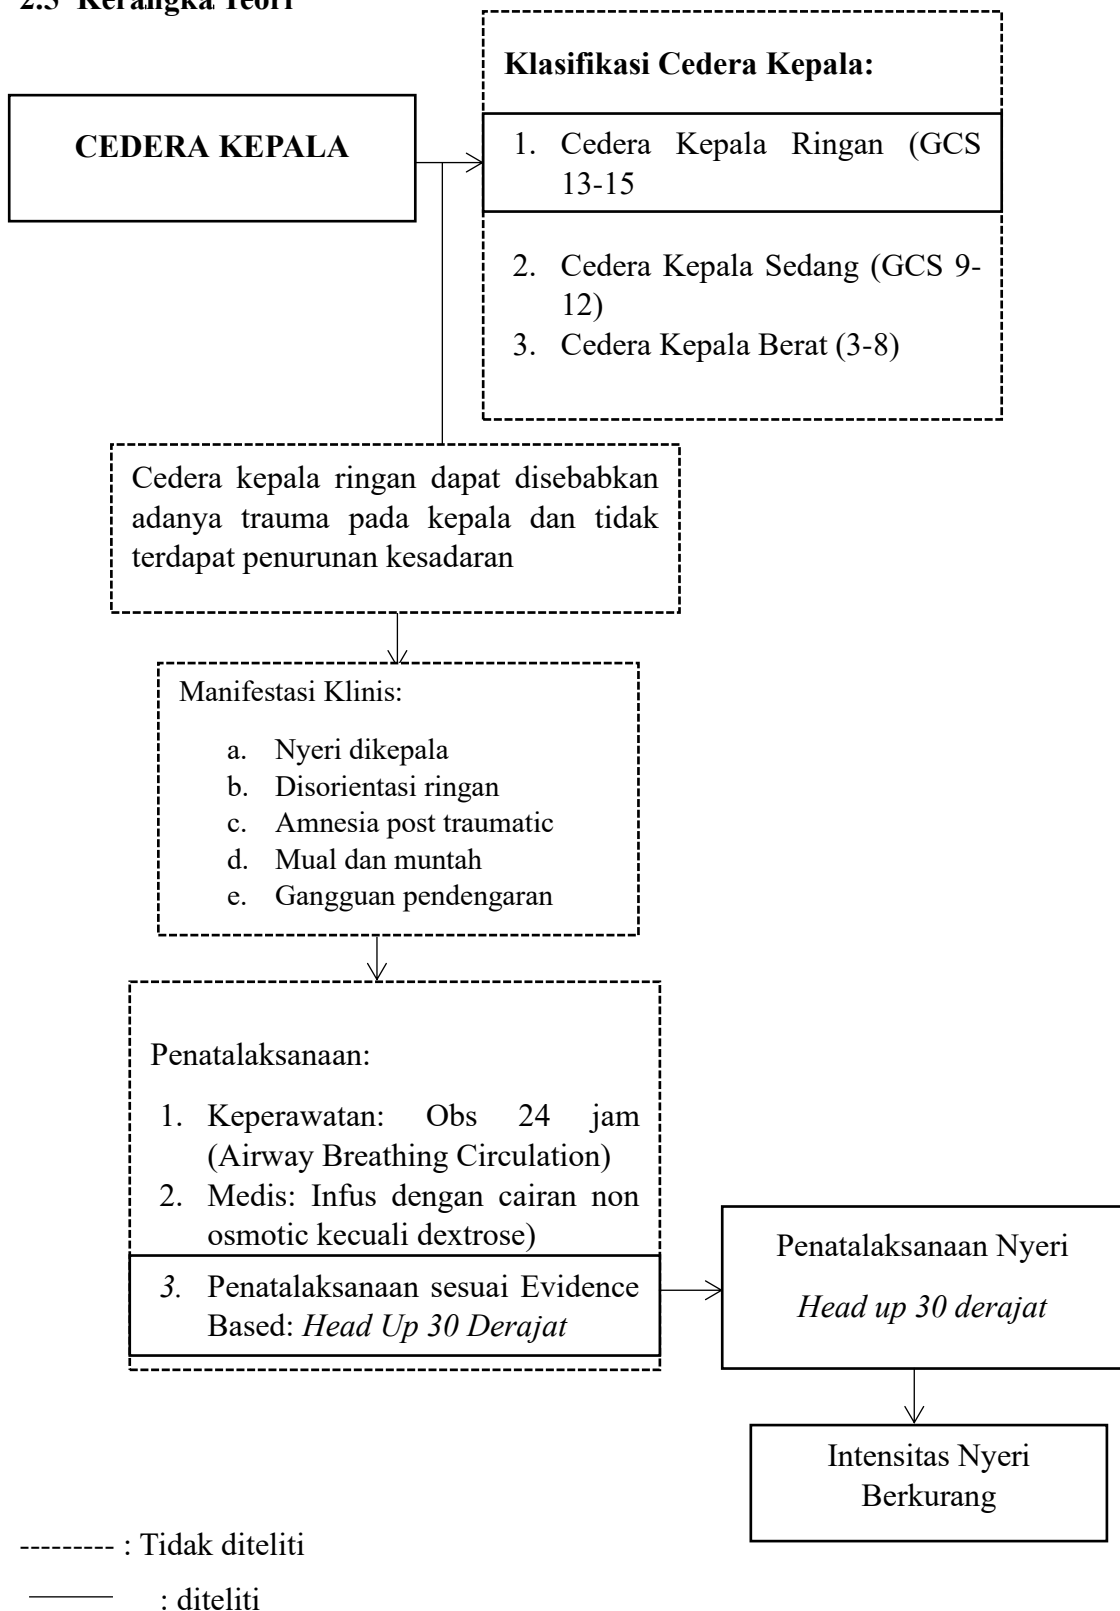 2.3 Kerangka Teori
Klasifikasi Cedera Kepala:
CEDERA KEPALA
1. Cedera Kepala Ringan (GCS
13-15
2. Cedera Kepala Sedang (GCS 9-
12)
3. Cedera Kepala Berat (3-8)
Cedera kepala ringan dapat disebabkan
adanya trauma pada kepala dan tidak
terdapat penurunan kesadaran
Manifestasi Klinis:
a. Nyeri dikepala
b. Disorientasi ringan
c. Amnesia post traumatic
d. Mual dan muntah
e. Gangguan pendengaran
Penatalaksanaan:
1. Keperawatan: Obs 24 jam
(Airway Breathing Circulation)
2. Medis: Infus dengan cairan non
osmotic kecuali dextrose)
3. Penatalaksanaan sesuai Evidence
Based: Head Up 30 Derajat
Penatalaksanaan Nyeri
Head up 30 derajat
Intensitas Nyeri
Berkurang
--------- : Tidak diteliti
: diteliti